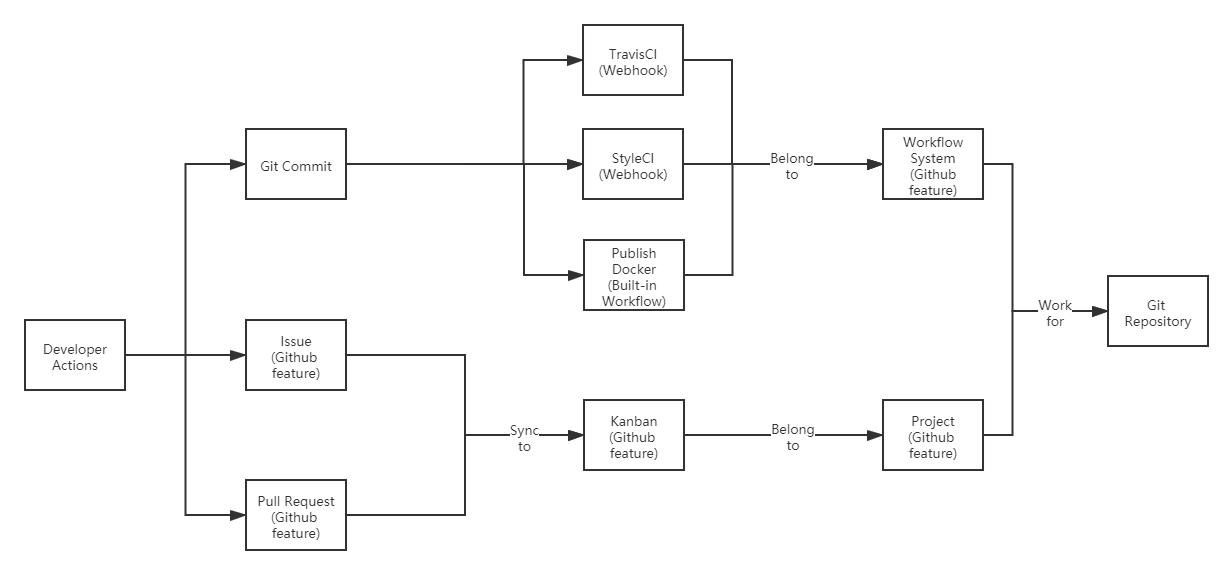 TravisCI
(Webhook)
Git Commit
StyleCI
(Webhook)
Belong
to
Workflow
System
(Github
feature)
Publish
Docker
(Built-in
Workflow)
Developer
Actions
Issue
(Github
feature)
Work
for
Git
Repository
Sync
to
Kanban
(Github
feature)
Belong
to
Project
(Github
feature)
Pull Request
(Github
feature)